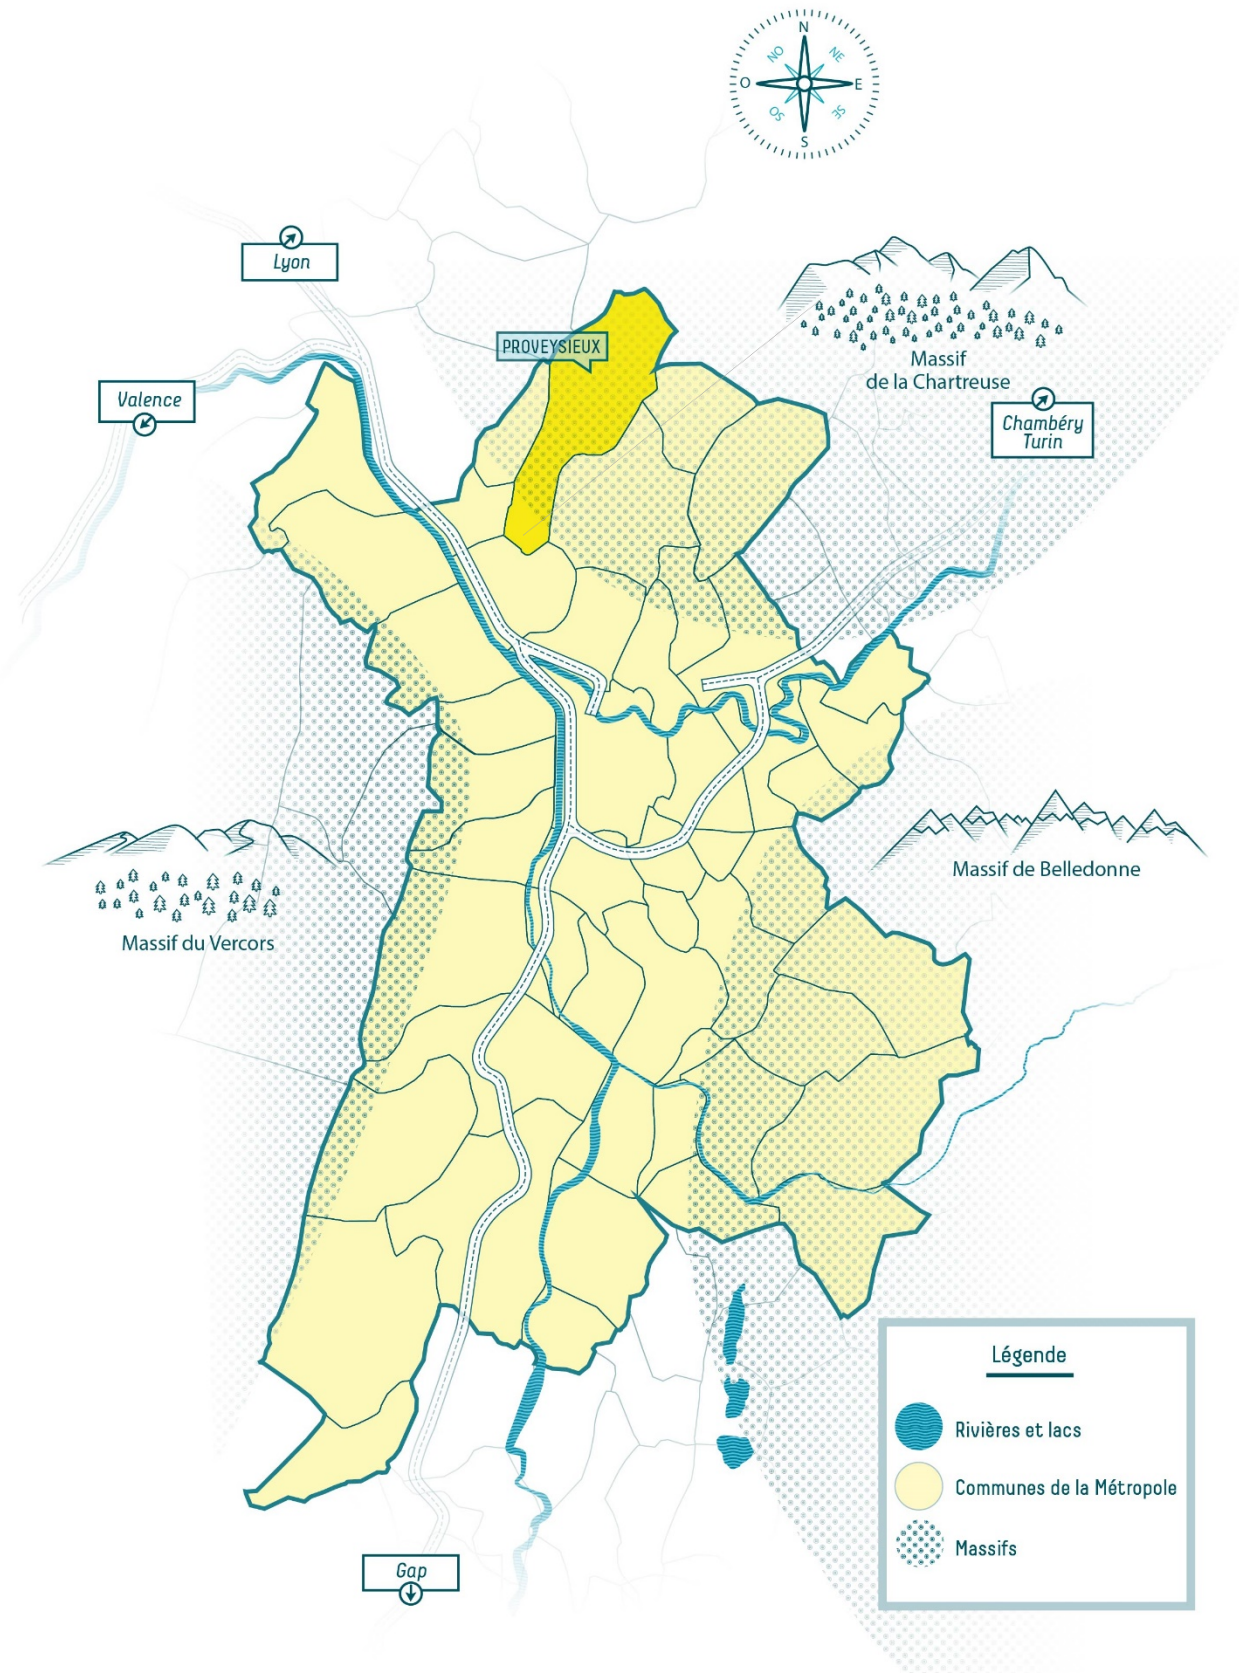 N
NO
NE
O
E
SO
SE
S
Lyon
PROVEYSIEUX
Massif
de la Chartreuse
Valence
Chambéry
Turin
Massif de Belledonne
Massif du Vercors
Légende
Rivières et lacs
Communes de la Métropole
Massifs
Gap